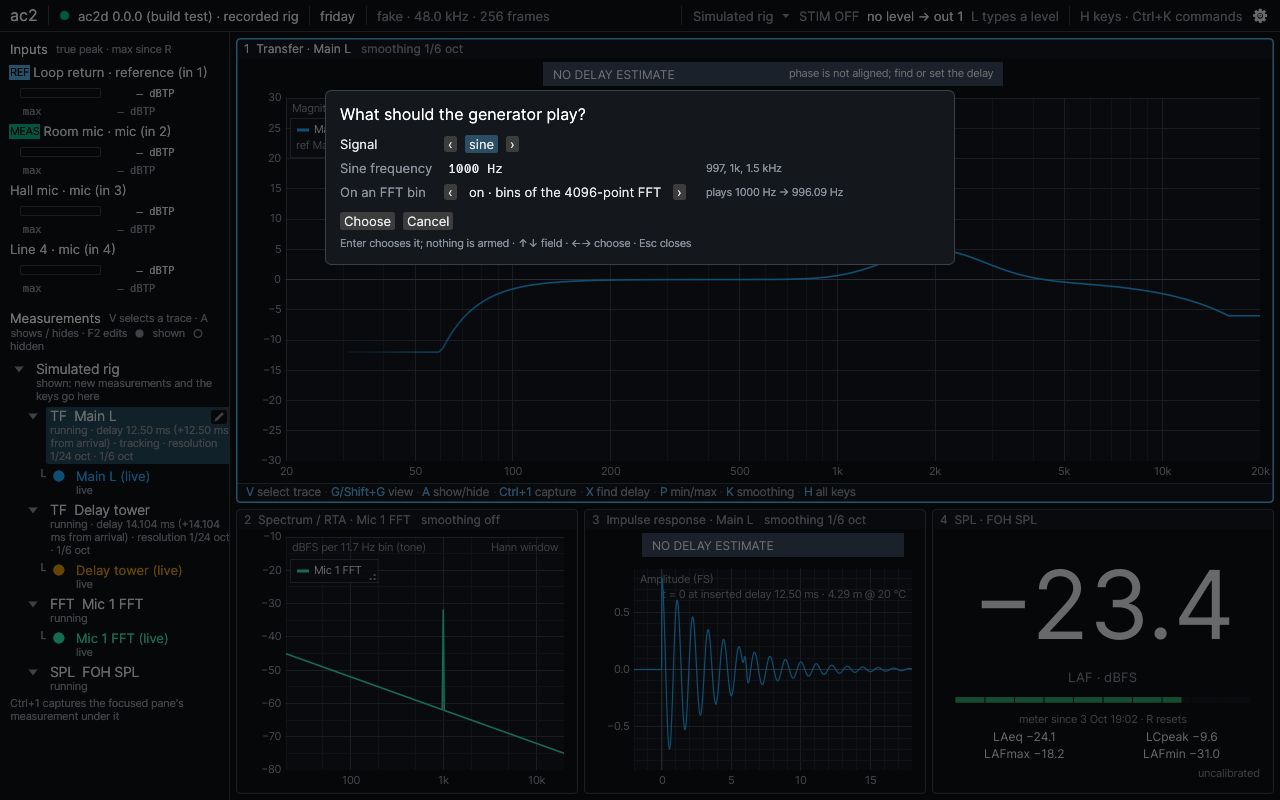 ac2 ac2d 0.0.0 (build test) · recorded rig friday fake · 48.0 kHz · 256 frames Simulated rig STIM OFF no level → out 1 L types a level H keys · Ctrl+K commands
Inputs true peak · max since R
REF Loop return · reference (in 1)
– dBTP
max – dBTP
MEAS Room mic · mic (in 2)
– dBTP
max – dBTP
Hall mic · mic (in 3)
– dBTP
max – dBTP
Line 4 · mic (in 4)
– dBTP
max – dBTP
Measurements V selects a trace · A
shows / hides · F2 edits shown
hidden
Simulated rig
shown: new measurements and the
keys go here
TF Main L
running · delay 12.50 ms (+12.50 ms
from arrival) · tracking · resolution
1/24 oct · 1/6 oct
Main L (live)
live
TF Delay tower
running · delay 14.104 ms (+14.104
ms from arrival) · resolution 1/24 oct
· 1/6 oct
Delay tower (live)
live
FFT Mic 1 FFT
running
Mic 1 FFT (live)
live
SPL FOH SPL
running
Ctrl+1 captures the focused pane's
measurement under it
1 Transfer · Main L smoothing 1/6 oct
NO DELAY ESTIMATE phase is not aligned; find or set the delay
What should the generator play?
Signal ‹ sine ›
Sine frequency 1000 Hz 997, 1k, 1.5 kHz
On an FFT bin ‹ on · bins of the 4096-point FFT › plays 1000 Hz → 996.09 Hz
Choose Cancel
Enter chooses it; nothing is armed · ↑↓ field · ←→ choose · Esc closes
30
25
20
15
10
5
0
−5
−10
−15
−20
−25
−30
20 50 100 200 500 1k 2k 5k 10k 20k
V select trace · G/Shift+G view · A show/hide · Ctrl+1 capture · X find delay · P min/max · K smoothing · H all keys
2 Spectrum / RTA · Mic 1 FFT smoothing off
dBFS per 11.7 Hz bin (tone) Hann window
Mic 1 FFT
−10
−20
−30
−40
−50
−60
−70
−80
100 1k 10k
3 Impulse response · Main L smoothing 1/6 oct
NO DELAY ESTIMATE
Amplitude (FS)
t = 0 at inserted delay 12.50 ms · 4.29 m @ 20 °C
0.5
0.0
−0.5
0 5 10 15
4 SPL · FOH SPL
−23.4
LAF · dBFS
meter since 3 Oct 19:02 · R resets
LAeq −24.1 LCpeak −9.6
LAFmax −18.2 LAFmin −31.0
uncalibrated